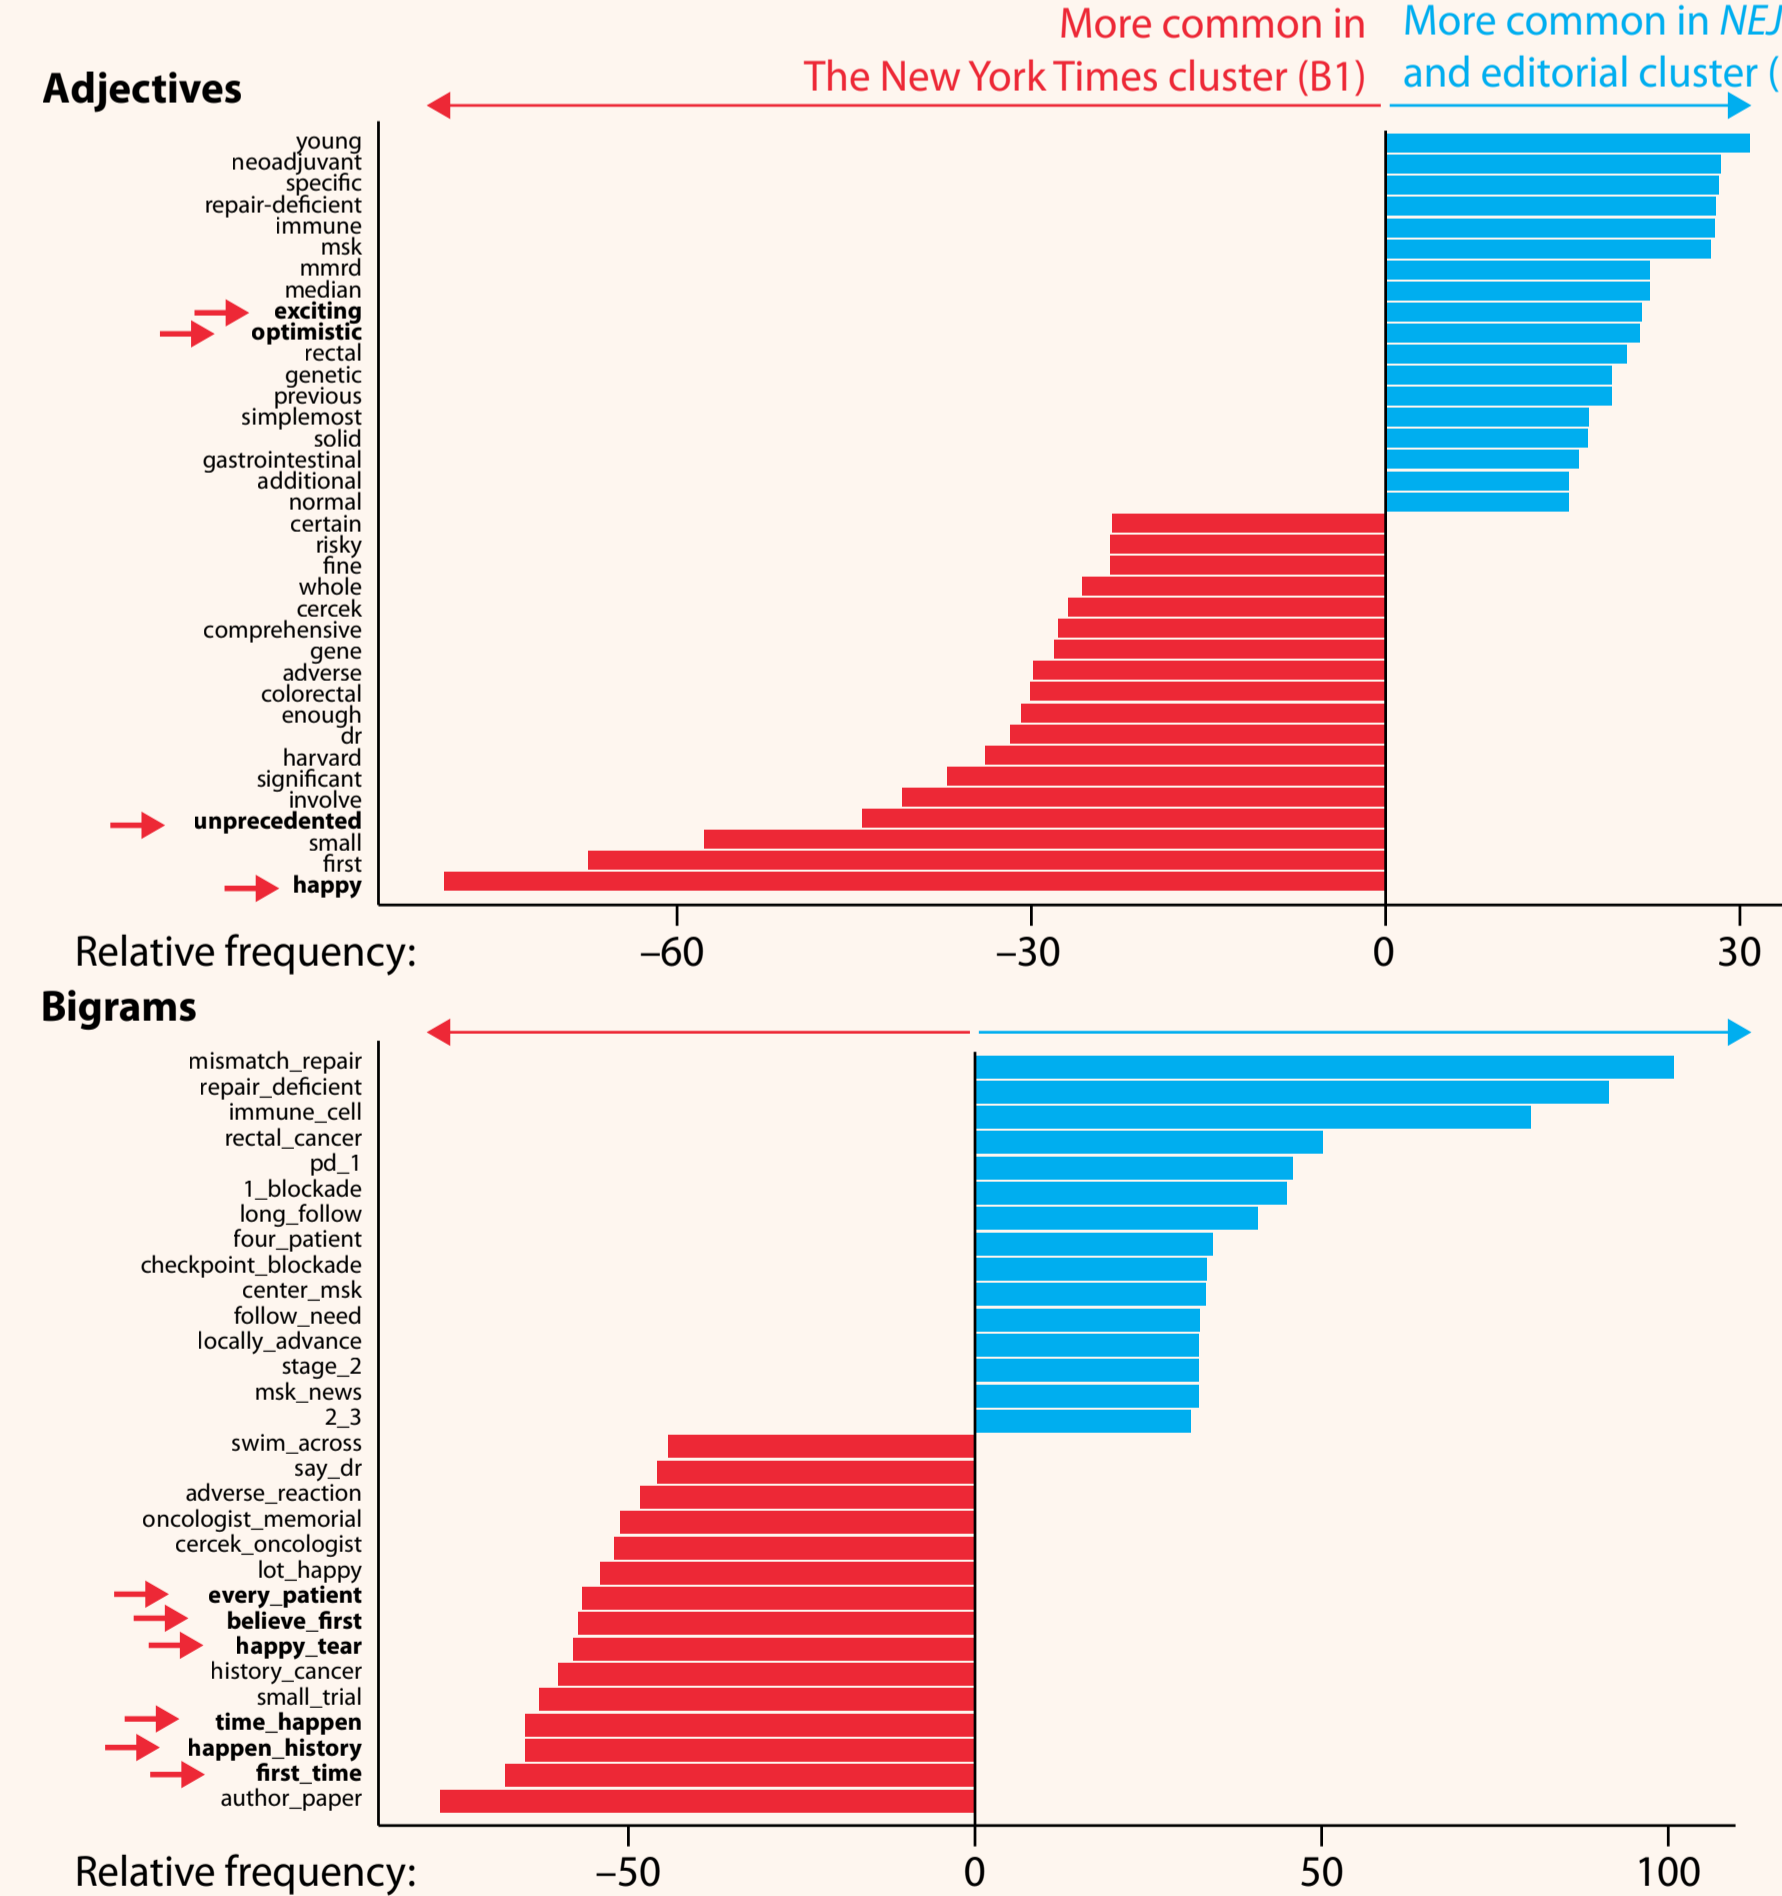 More common in
The New York Times cluster (B1)
More common in NEJ
and editorial cluster (
Adjectives
young
neoadjuvant
specific
repair-deficient
immune
msk
mmrd
median
exciting
optimistic
rectal
genetic
previous
simplemost
solid
gastrointestinal
additional
normal
certain
risky
fine
whole
cercek
comprehensive
gene
adverse
colorectal
enough
dr
harvard
significant
involve
unprecedented
small
first
happy
Relative frequency: –60 –30 0 30
Bigrams
mismatch_repair
repair_deficient
immune_cell
rectal_cancer
pd_1
1_blockade
long_follow
four_patient
checkpoint_blockade
center_msk
follow_need
locally_advance
stage_2
msk_news
2_3
swim_across
say_dr
adverse_reaction
oncologist_memorial
cercek_oncologist
lot_happy
every_patient
believe_first
happy_tear
history_cancer
small_trial
time_happen
happen_history
first_time
author_paper
Relative frequency: –50 0 50 100